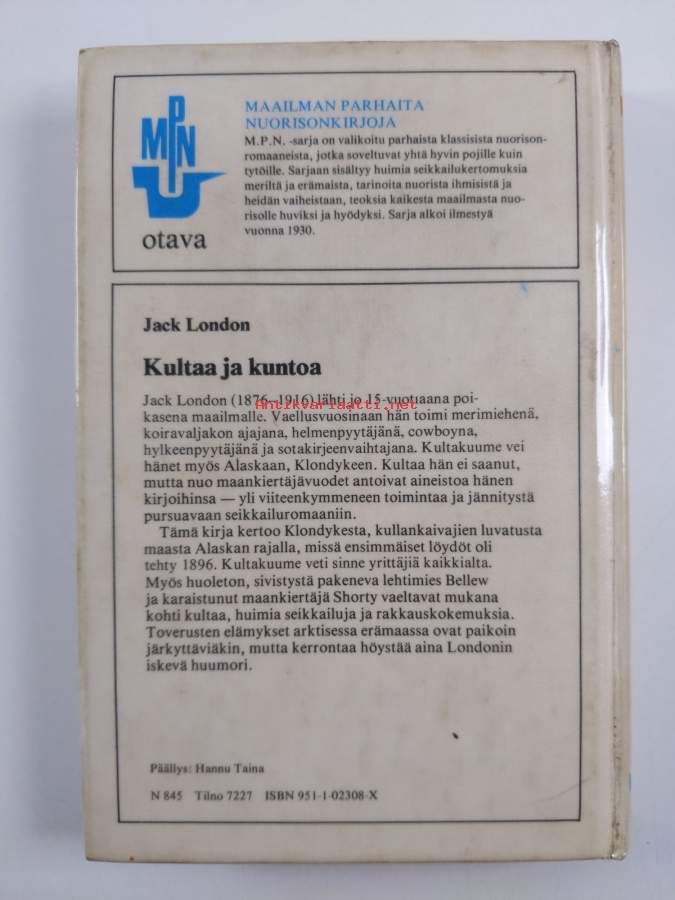 MPN
otava
MAAILMAN PARHAITA
NUORISONKIRJOJA
M.P.N. -sarja on valikoitu parhaista klassisista nuorison-
romaaneista, jotka soveltuvat yhtä hyvin pojille kuin
tytöille. Sarjaan sisältyy huimia seikkailukertomuksia
meriltä ja erämaista, tarinoita nuorista ihmisistä ja
heidän vaiheistaan, teoksia kaikesta maailmasta nuo-
risolle huviksi ja hyödyksi. Sarja alkoi ilmestyä
vuonna 1930.
Jack London
Kultaa ja kuntoa
Jack London (1876–1916) lähti jo 15-vuotiaana poi-
Antikvariaatti.net
kasena maailmalle. Vaellusvuosinaan hän toimi merimiehenä,
koiravaljakon ajajana, helmenpyytäjänä, cowboyna,
hylkeenpyytäjänä ja sotakirjeenvaihtajana. Kultakuume vei
hänet myös Alaskaan, Klondykeen. Kultaa hän ei saanut,
mutta nuo maankiertäjävuodet antoivat aineistoa hänen
kirjoihinsa — yli viiteenkymmeneen toimintaa ja jännitystä
pursuavaan seikkailuromaaniin.
Tämä kirja kertoo Klondykesta, kullankaivajien luvatusta
maasta Alaskan rajalla, missä ensimmäiset löydöt oli
tehty 1896. Kultakuume veti sinne yrittäjiä kaikkialta.
Myös huoleton, sivistystä pakeneva lehtimies Bellew
ja karaistunut maankiertäjä Shorty vaeltavat mukana
kohti kultaa, huimia seikkailuja ja rakkauskokemuksia.
Toverusten elämykset arktisessa erämaassa ovat paikoin
järkyttäviäkin, mutta kerrontaa höystää aina Londonin
iskevä huumori.
Päällys: Hannu Taina
N 845 Tilno 7227 ISBN 951-1-02308-X